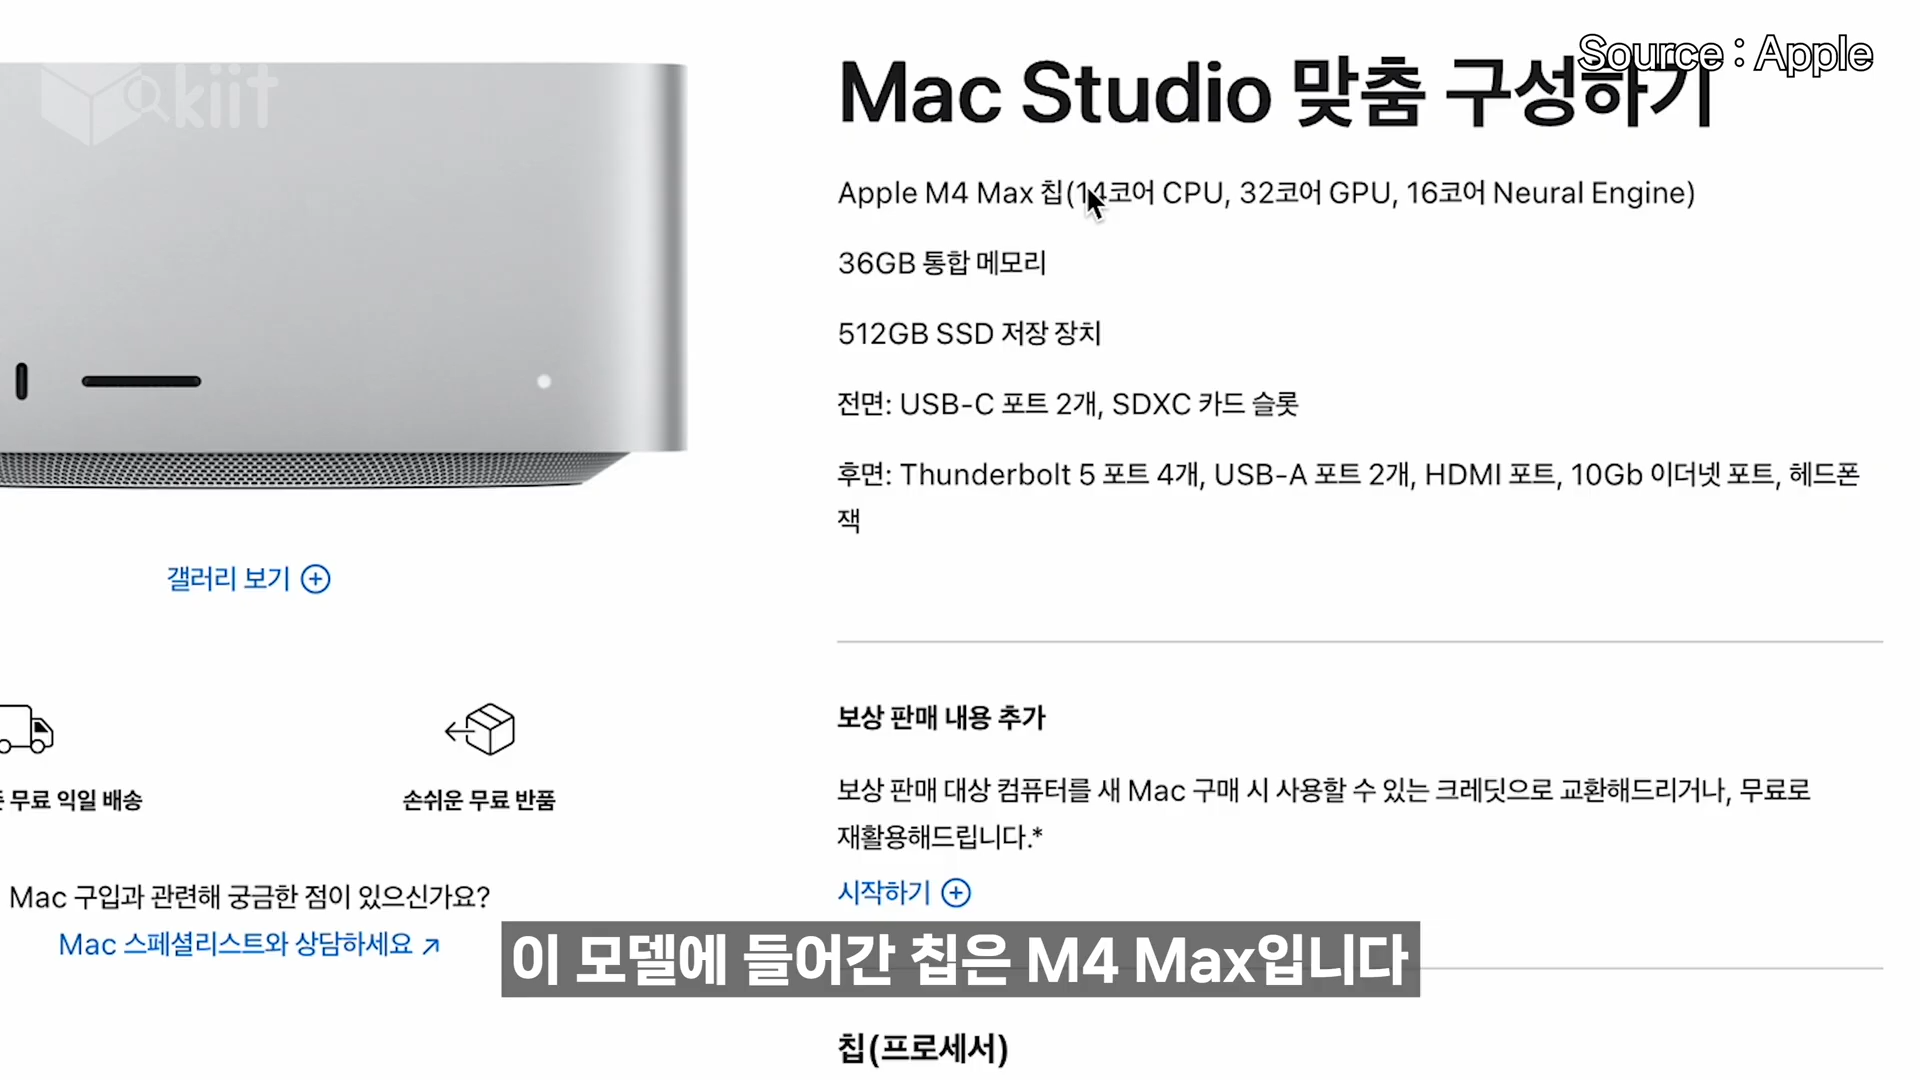 kiit
Source : Apple
Mac Studio 맞춤 구성하기
Apple M4 Max 칩(14코어 CPU, 32코어 GPU, 16코어 Neural Engine)
36GB 통합 메모리
512GB SSD 저장 장치
전면: USB-C 포트 2개, SDXC 카드 슬롯
후면: Thunderbolt 5 포트 4개, USB-A 포트 2개, HDMI 포트, 10Gb 이더넷 포트, 헤드폰
잭
갤러리 보기
무료 익일 배송
손쉬운 무료 반품
Mac 구입과 관련해 궁금한 점이 있으신가요?
Mac 스페셜리스트와 상담하세요 ↗
보상 판매 내용 추가
보상 판매 대상 컴퓨터를 새 Mac 구매 시 사용할 수 있는 크레딧으로 교환해드리거나, 무료로
재활용해드립니다.*
시작하기
이 모델에 들어간 칩은 M4 Max입니다
칩(프로세서)